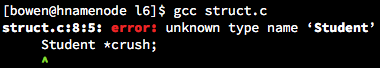 [bowen@hnamenode l6]$ gcc struct.c
struct.c:8:5: error: unknown type name ‘Student’
Student *crush;
^